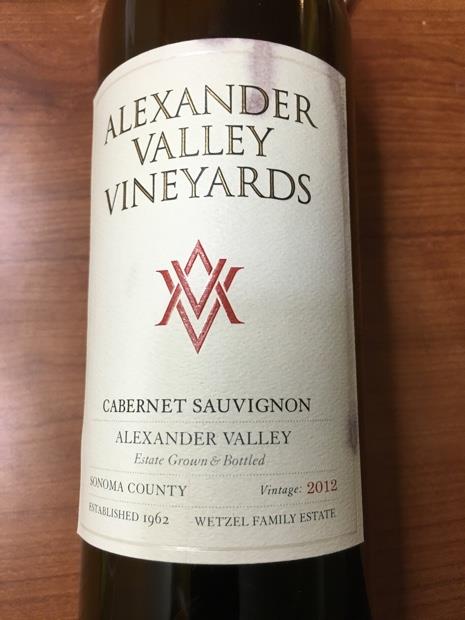 ALEXANDER
VALLEY
VINEYARDS
CABERNET SAUVIGNON
ALEXANDER VALLEY
Estate Grown & Bottled
SONOMA COUNTY Vintage: 2012
ESTABLISHED 1962 WETZEL FAMILY ESTATE